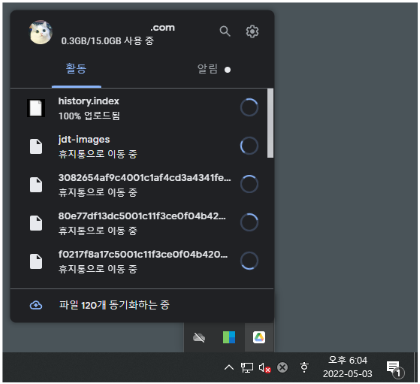 .com
0.3GB/15.0GB 사용 중
활동
알림
history.index
100% 업로드됨
jdt-images
휴지통으로 이동 중
3082654af9c4001c1af4cd3a4341fe...
휴지통으로 이동 중
80e77df13dc5001c11f3ce0f04b42...
휴지통으로 이동 중
f0217f8a17c5001c11f3ce0f04b420...
휴지통으로 이동 중
파일 120개 동기화하는 중
오후 6:04
2022-05-03
1